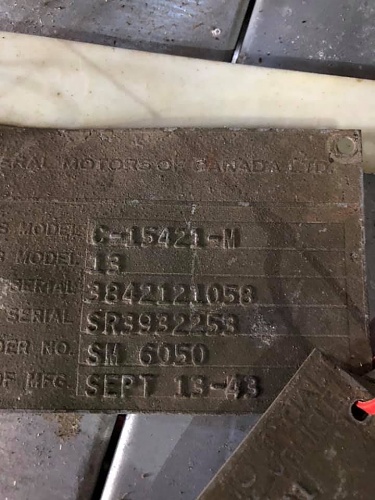 ERAL MOTORS OF CANADA LTD
S MODEL C-15421-M
G MODEL 13
SERIAL 3842121058
SERIAL SR3932253
DER NO. SM 6050
OF MFG. SEPT 13-43